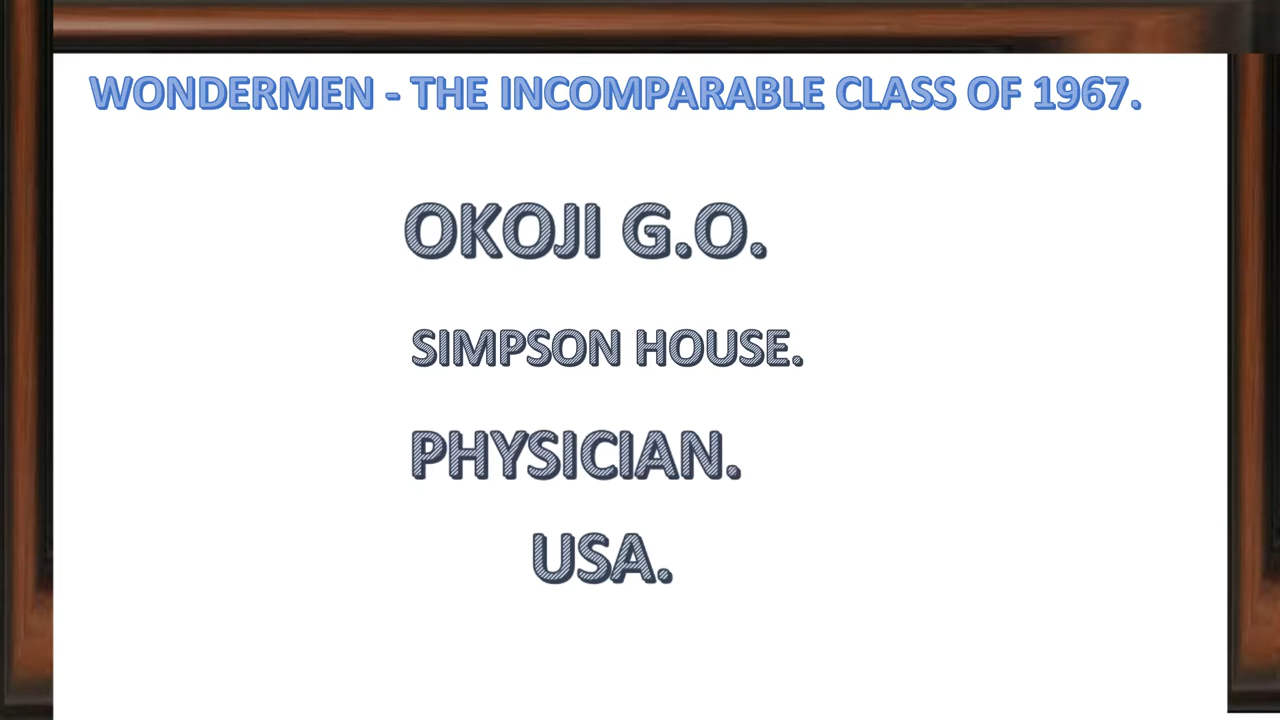 WONDERMEN - THE INCOMPARABLE CLASS OF 1967.
OKOJI G.O.
SIMPSON HOUSE.
PHYSICIAN.
USA.